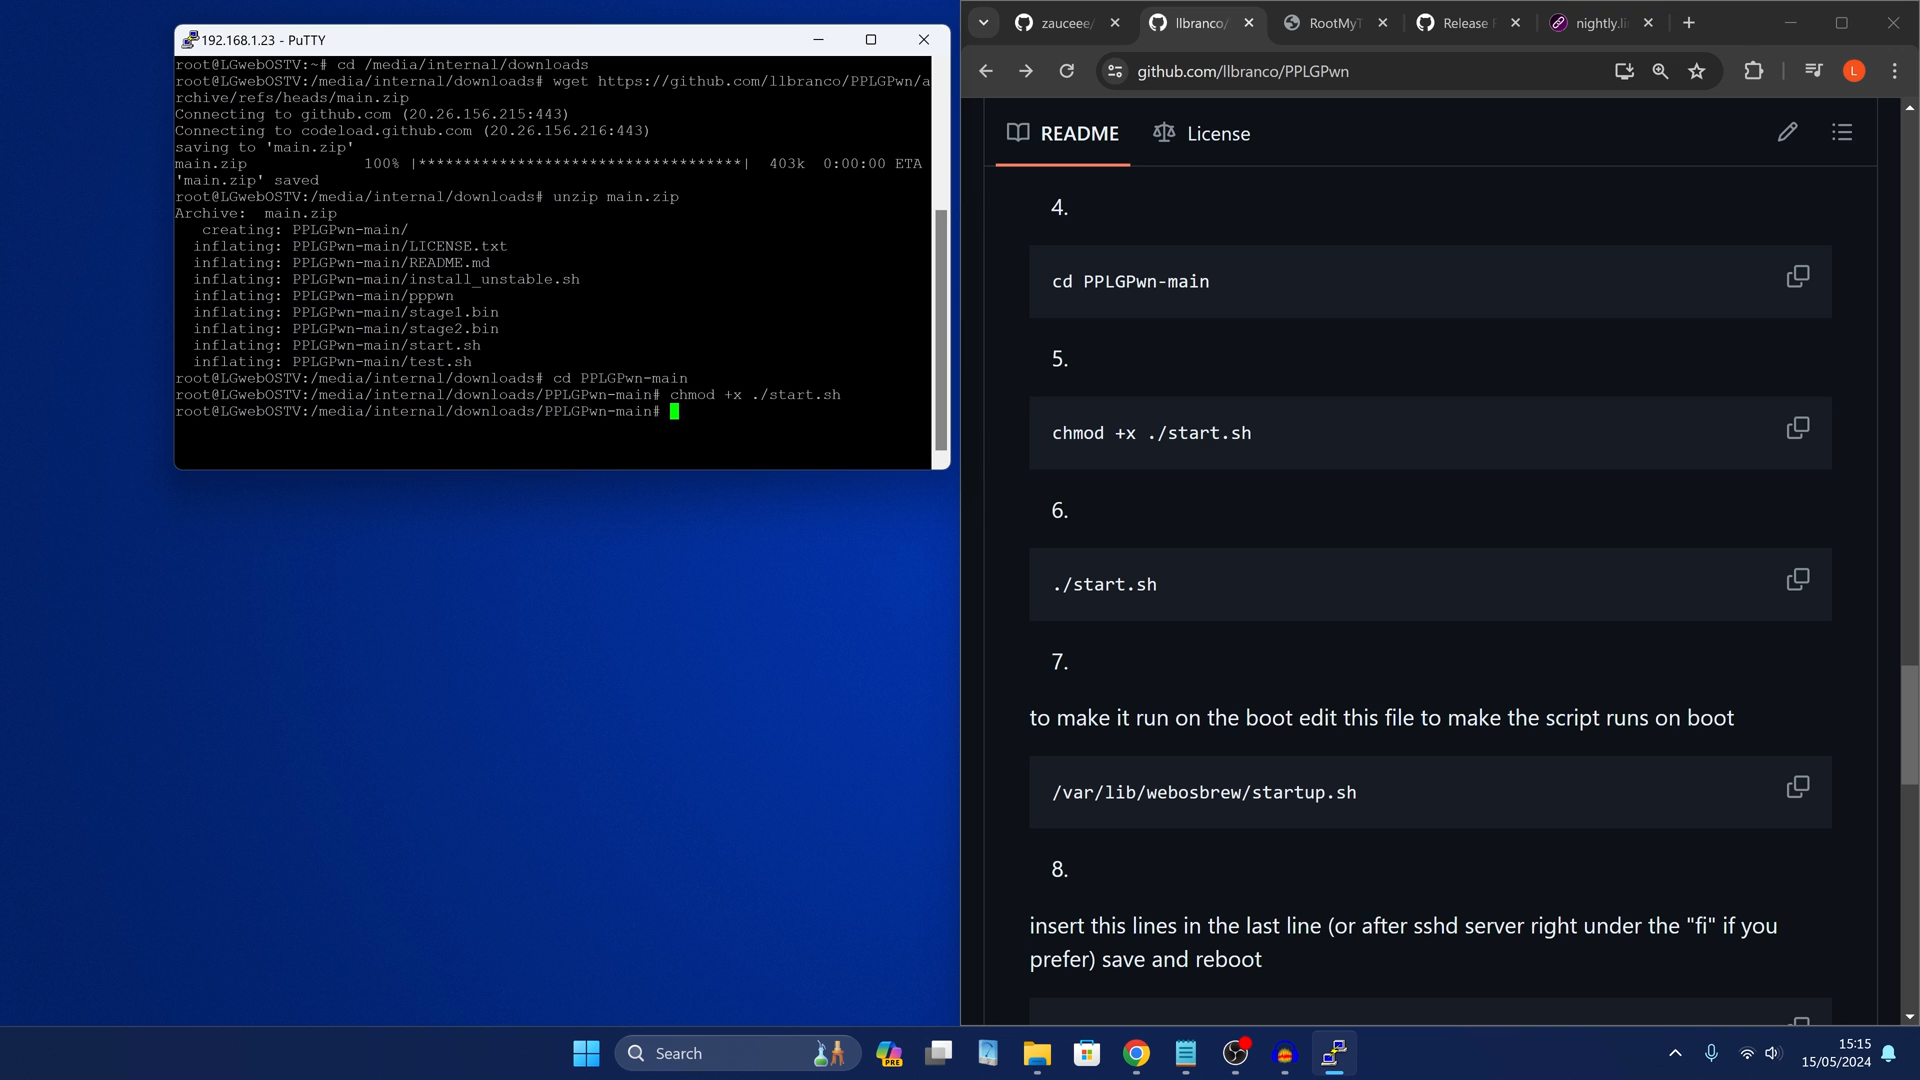 192.168.1.23 - PuTTY
root@LGwebOSTV:~# cd /media/internal/downloads
root@LGwebOSTV:/media/internal/downloads# wget https://github.com/llbranco/PPLGPwn/a
rchive/refs/heads/main.zip
Connecting to github.com (20.26.156.215:443)
Connecting to codeload.github.com (20.26.156.216:443)
saving to 'main.zip'
main.zip             100% |************************************|  403k  0:00:00 ETA
'main.zip' saved
root@LGwebOSTV:/media/internal/downloads# unzip main.zip
Archive:  main.zip
   creating: PPLGPwn-main/
  inflating: PPLGPwn-main/LICENSE.txt
  inflating: PPLGPwn-main/README.md
  inflating: PPLGPwn-main/install_unstable.sh
  inflating: PPLGPwn-main/pppwn
  inflating: PPLGPwn-main/stage1.bin
  inflating: PPLGPwn-main/stage2.bin
  inflating: PPLGPwn-main/start.sh
  inflating: PPLGPwn-main/test.sh
root@LGwebOSTV:/media/internal/downloads# cd PPLGPwn-main
root@LGwebOSTV:/media/internal/downloads/PPLGPwn-main# chmod +x ./start.sh
root@LGwebOSTV:/media/internal/downloads/PPLGPwn-main#
zauceee/
llbranco/
RootMyT
Release
nightly.li
github.com/llbranco/PPLGPwn
L
README
License
4.
cd PPLGPwn-main
5.
chmod +x ./start.sh
6.
./start.sh
7.
to make it run on the boot edit this file to make the script runs on boot
/var/lib/webosbrew/startup.sh
8.
insert this lines in the last line (or after sshd server right under the "fi" if you
prefer) save and reboot
Search
PRE
15:15
15/05/2024